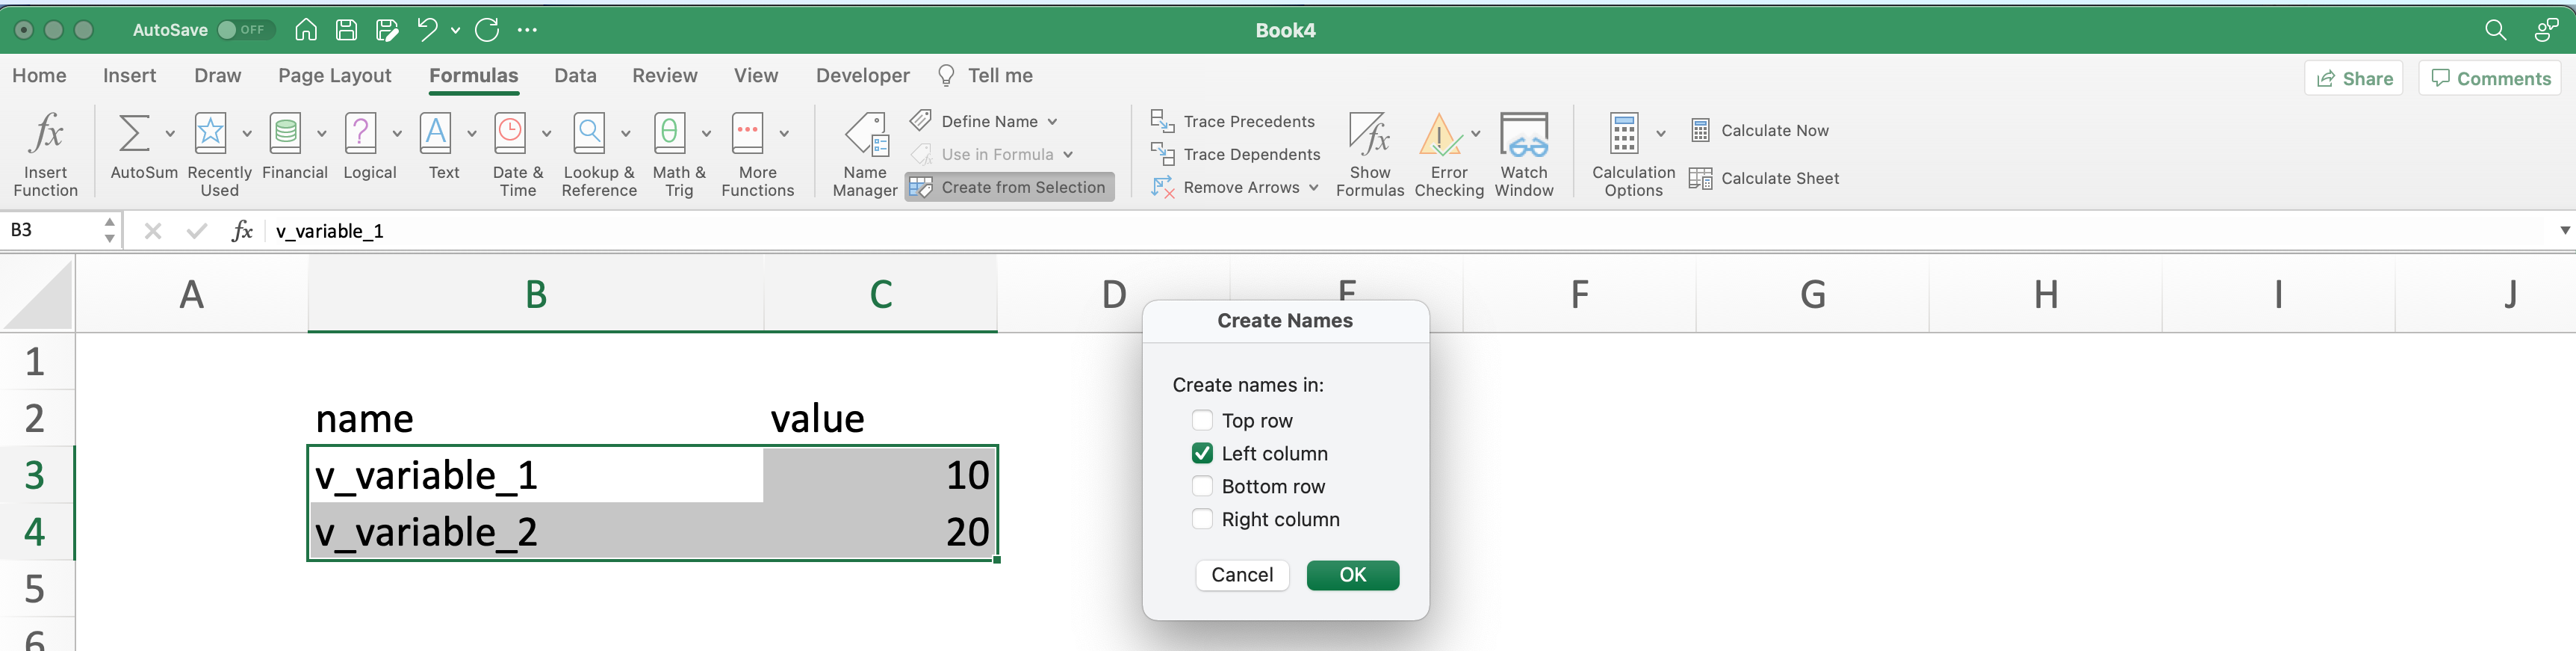 AutoSave OFF Book4
Home Insert Draw Page Layout Formulas Data Review View Developer Tell me Share Comments
fx Insert Function
AutoSum
Recently Used
Financial
? Logical
A Text
Date & Time
Lookup & Reference
θ Math & Trig
More Functions
Name Manager
Define Name
Use in Formula
Create from Selection
Trace Precedents
Trace Dependents
Remove Arrows
fx Show Formulas
Error Checking
Watch Window
Calculation Options
Calculate Now
Calculate Sheet
B3 fx v_variable_1
A B C D E F G H I J
1
2 name value
3 v_variable_1 10
4 v_variable_2 20
5
6
Create Names
Create names in:
Top row
Left column
Bottom row
Right column
Cancel OK